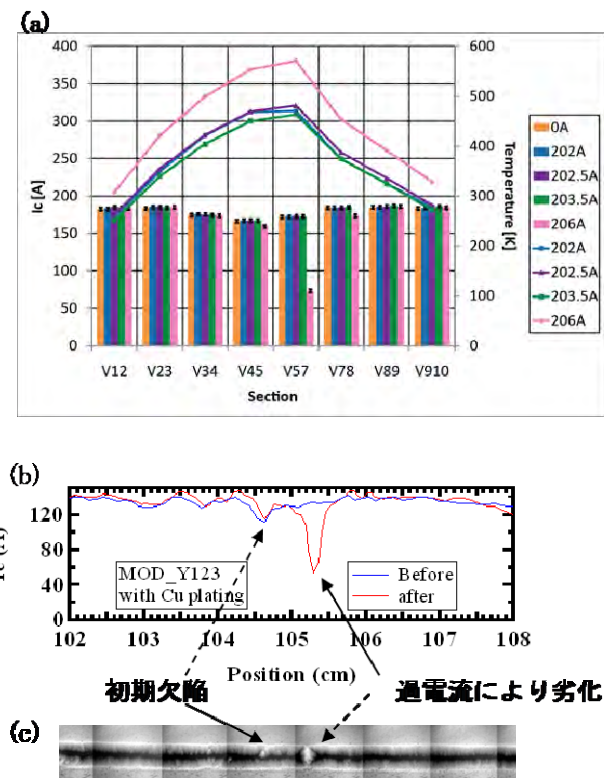 (a)
400
350
300
250
200
150
100
50
0
Ic [A]
600
500
400
300
200
100
0
Temperature [K]
V12 V23 V34 V45 V57 V78 V89 V910
Section
0A
202A
202.5A
203.5A
206A
202A
202.5A
203.5A
206A
(b)
120
80
40
0
(A)
MOD_Y123
with Cu plating
Before
after
102 103 104 105 106 107 108
Position (cm)
初期欠陥
過電流により劣化
(c)